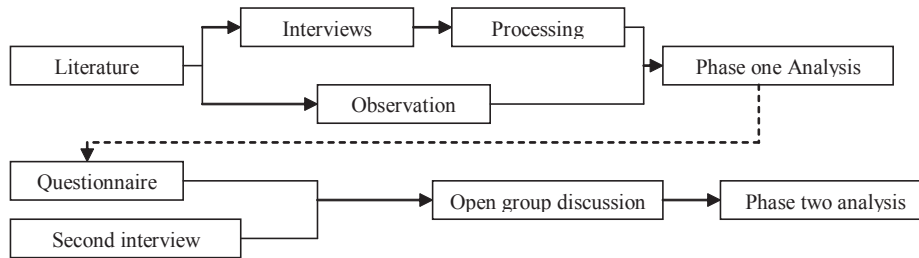 Interviews
Processing
Literature
Phase one Analysis
Observation
Questionnaire
Open group discussion
Phase two analysis
Second interview